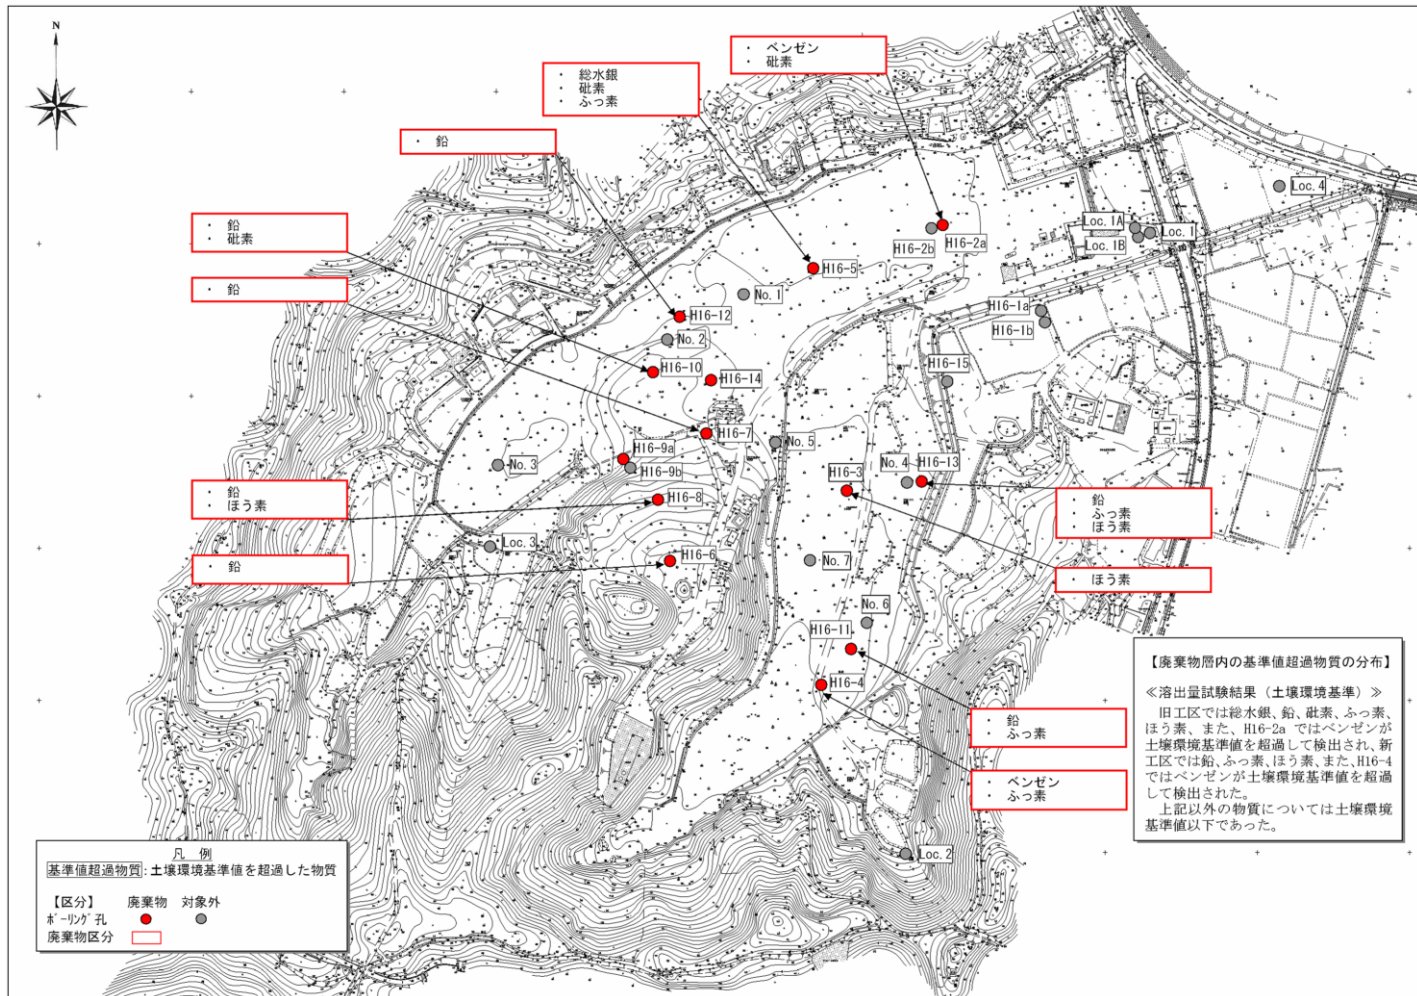 N
・ ベンゼン
・ 砒素
・ 総水銀
・ 砒素
・ ふっ素
・ 鉛
・ 鉛
・ 砒素
・ 鉛
・ 鉛
・ ほう素
・ 鉛
Loc. 4
Loc. 1A
Loc. 1
Loc. 1B
H16-2b
H16-2a
H16-5
No. 1
H16-1a
H16-1b
H16-12
No. 2
H16-10
H16-14
H16-15
H16-7
No. 5
H16-9a
H16-9b
No. 3
H16-3
No. 4
H16-13
H16-8
Loc. 3
H16-6
No. 7
No. 6
H16-11
H16-4
Loc. 2
・ 鉛
・ ふっ素
・ ほう素
・ ほう素
・ 鉛
・ ふっ素
・ ベンゼン
・ ふっ素
【廃棄物層内の基準値超過物質の分布】
≪溶出量試験結果（土壌環境基準）≫
旧工区では総水銀、鉛、砒素、ふっ素、
ほう素、また、H16-2a ではベンゼンが
土壌環境基準値を超過して検出され、新
工区では鉛、ふっ素、ほう素、また、H16-4
ではベンゼンが土壌環境基準値を超過
して検出された。
上記以外の物質については土壌環境
基準値以下であった。
凡 例
基準値超過物質：土壌環境基準値を超過した物質
【区分】 廃棄物 対象外
ﾎﾞｰﾘﾝｸﾞ孔
廃棄物区分